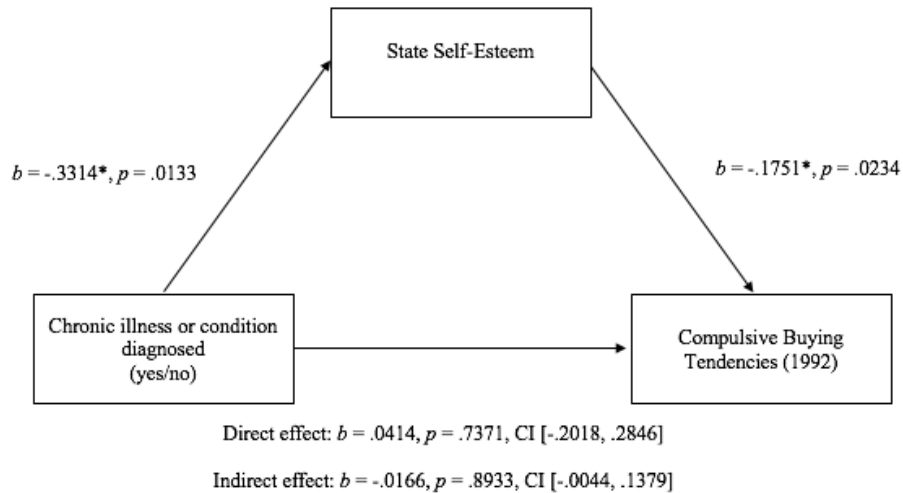 State Self-Esteem
b = -.3314*, p = .0133
b = -.1751*, p = .0234
Chronic illness or condition
diagnosed
(yes/no)
Compulsive Buying
Tendencies (1992)
Direct effect: b = .0414, p = .7371, CI [-.2018, .2846]
Indirect effect: b = -.0166, p = .8933, CI [-.0044, .1379]